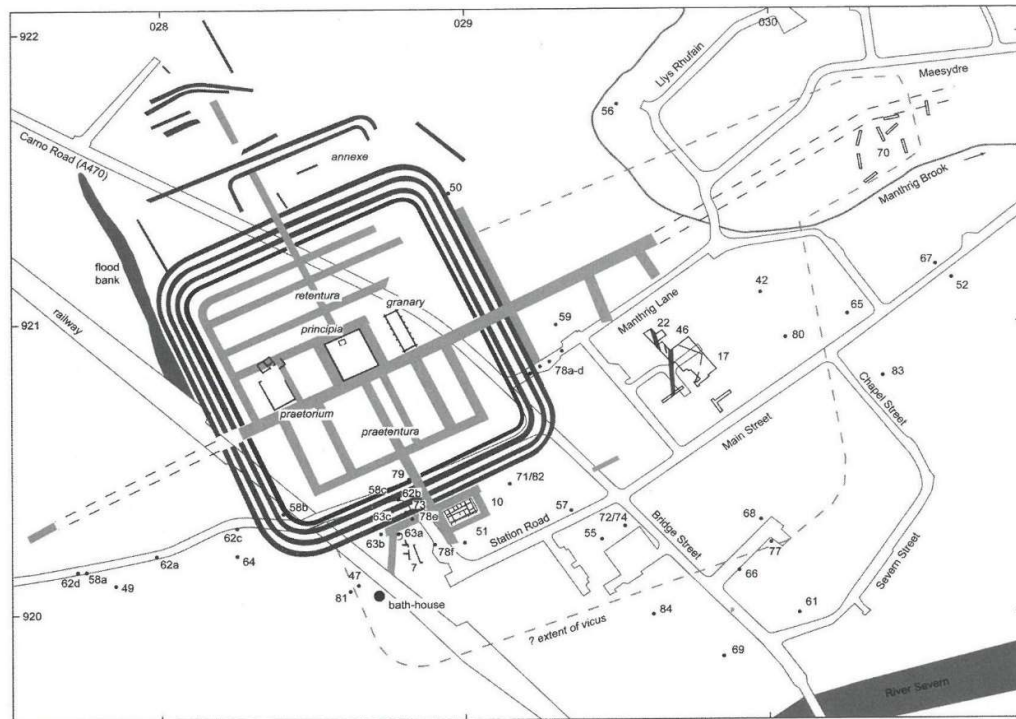 028
029
030
922
Llys Rhufain
Maesydre
56
Carno Road (A470)
annexe
70
Manthrig Brook
50
flood
bank
67
52
42
retentura
granary
railway
921
principia
Manthrig Lane
65
59
22
46
80
17
78a-d
83
Chapel Street
praetorium
praetentura
Main Street
79
58c
62b
71/82
73
10
58b
63c
78e
57
68
Station Road
72/74
62c
63b
63a
51
55
Bridge Street
77
64
7
78f
66
Severn Street
62a
62d
58a
49
47
81
bath-house
61
920
84
? extent of vicus
69
River Severn